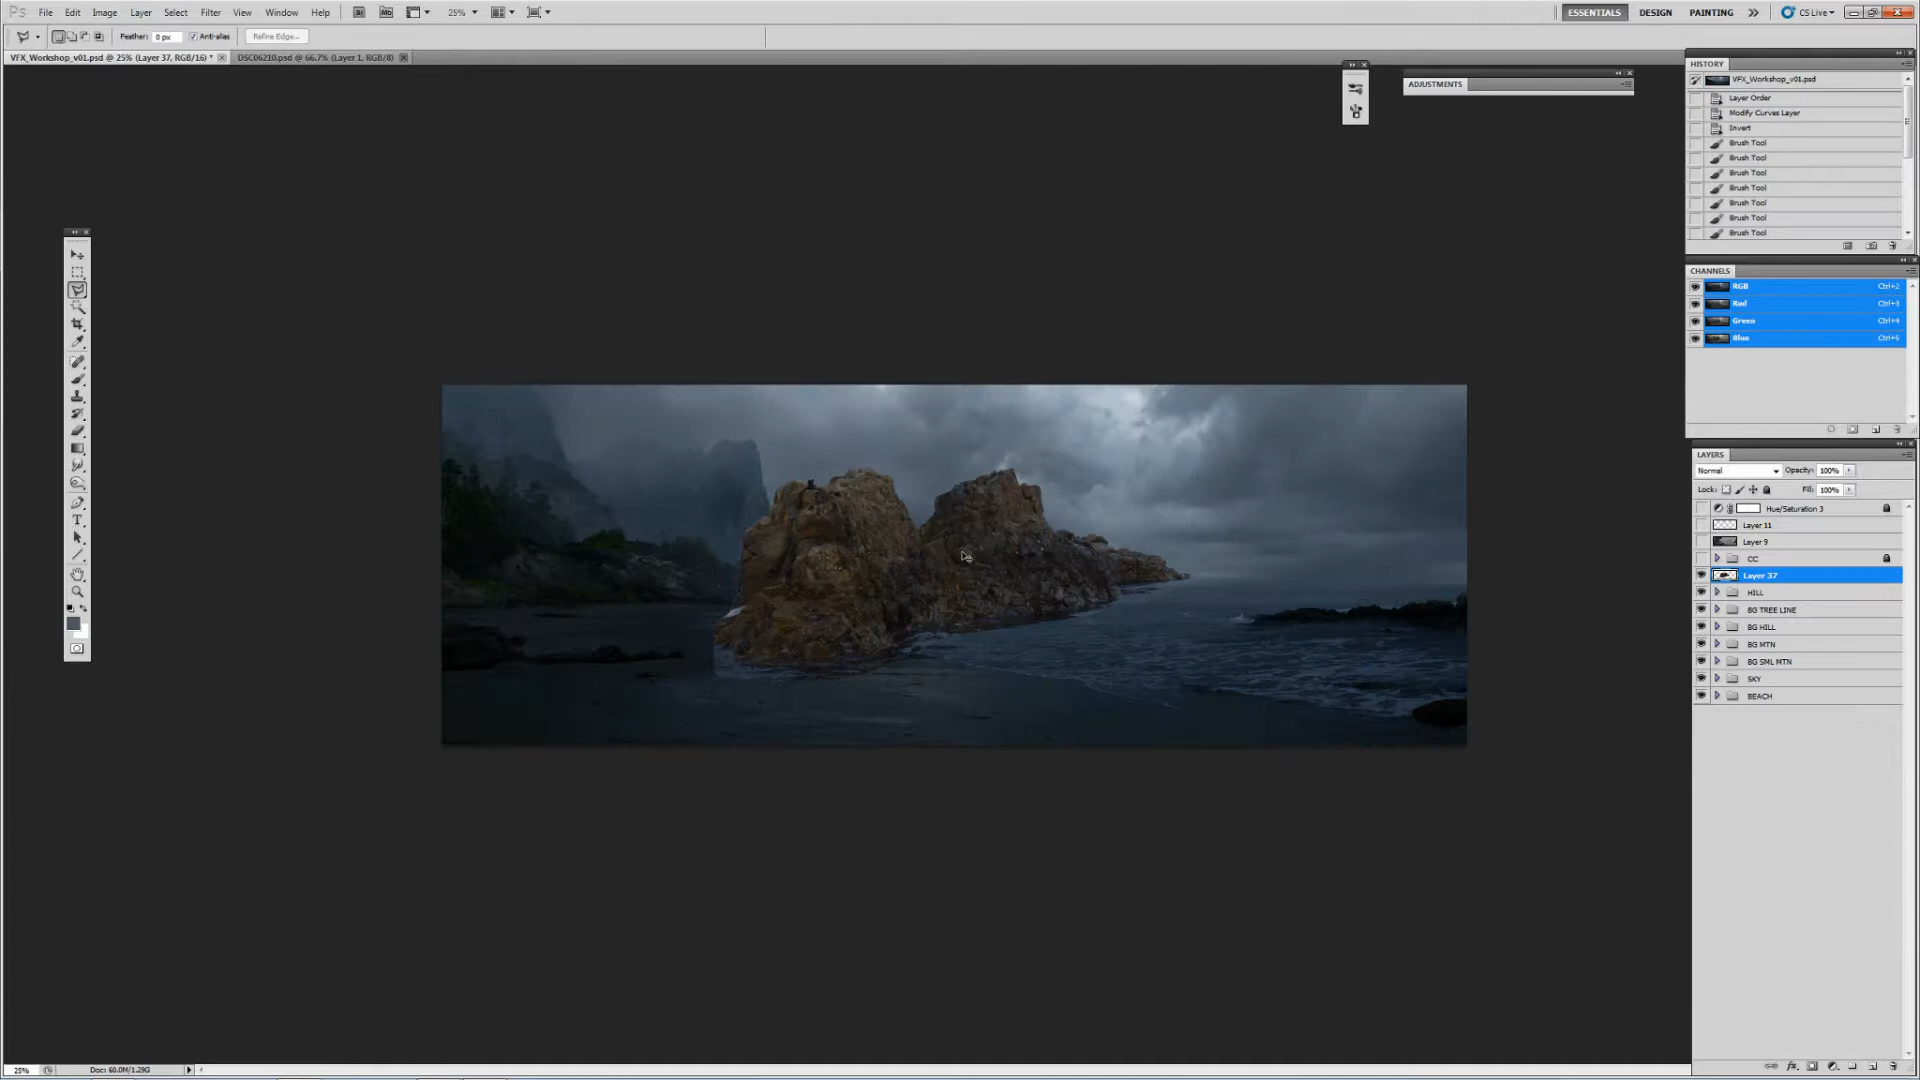 Ps File Edit Image Layer Select Filter View Window Help Br Mb 25% ESSENTIALS DESIGN PAINTING CS Live
Feather: 0 px Anti-alias Refine Edge...
VFX_Workshop_v01.psd @ 25% (Layer 37, RGB/16) * DSC06210.psd @ 66.7% (Layer 1, RGB/8)
ADJUSTMENTS
HISTORY
VFX_Workshop_v01.psd
Layer Order
Modify Curves Layer
Invert
Brush Tool
Brush Tool
Brush Tool
Brush Tool
Brush Tool
Brush Tool
Brush Tool
CHANNELS
RGB Ctrl+2
Red Ctrl+3
Green Ctrl+4
Blue Ctrl+5
LAYERS
Normal Opacity: 100%
Lock: Fill: 100%
Hue/Saturation 3
Layer 11
Layer 9
CC
Layer 37
HILL
BG TREE LINE
BG HILL
BG MTN
BG SML MTN
SKY
BEACH
25% Doc: 60.0M/1.29G